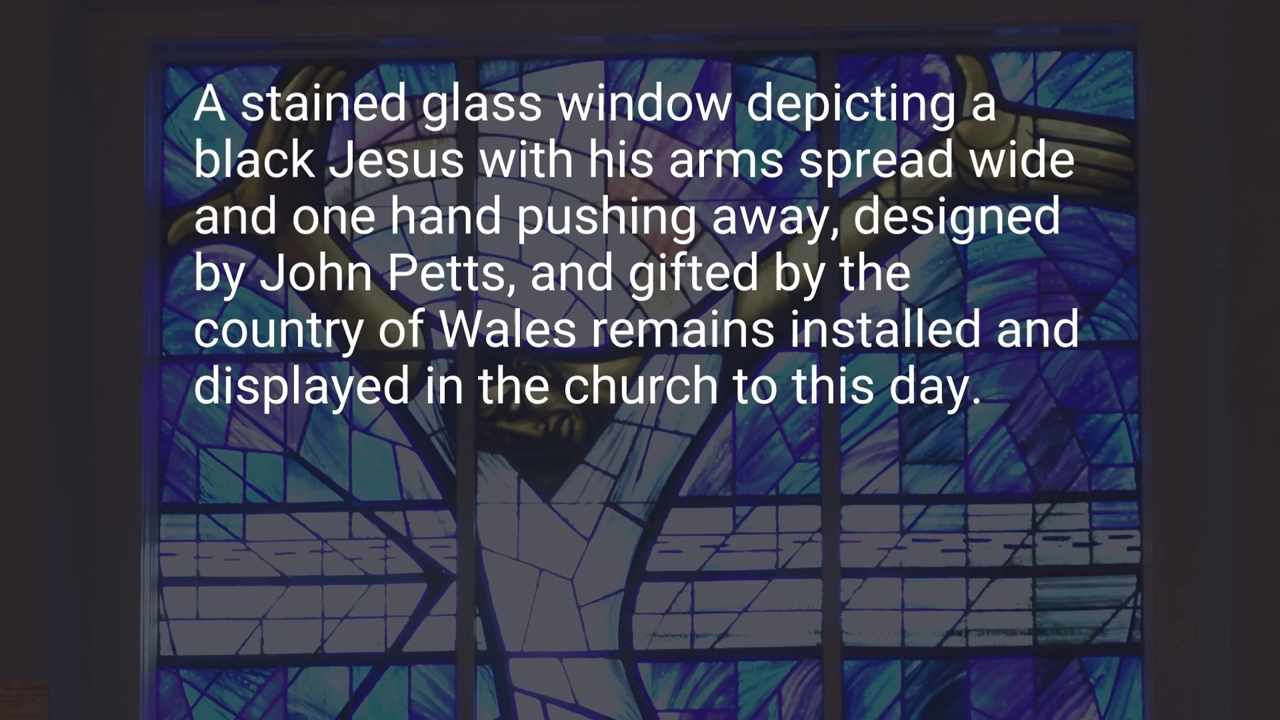 A stained glass window depicting a
black Jesus with his arms spread wide
and one hand pushing away, designed
by John Petts, and gifted by the
country of Wales remains installed and
displayed in the church to this day.